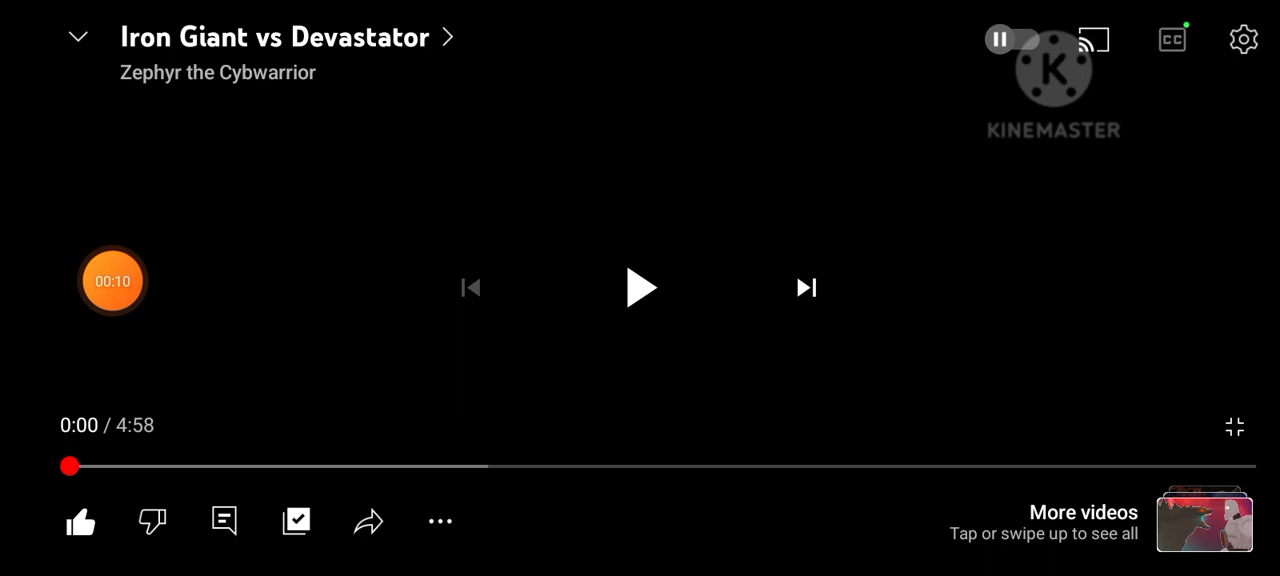 Iron Giant vs Devastator
Zephyr the Cybwarrior
CC
K
KINEMASTER
00:10
0:00 / 4:58
More videos
Tap or swipe up to see all